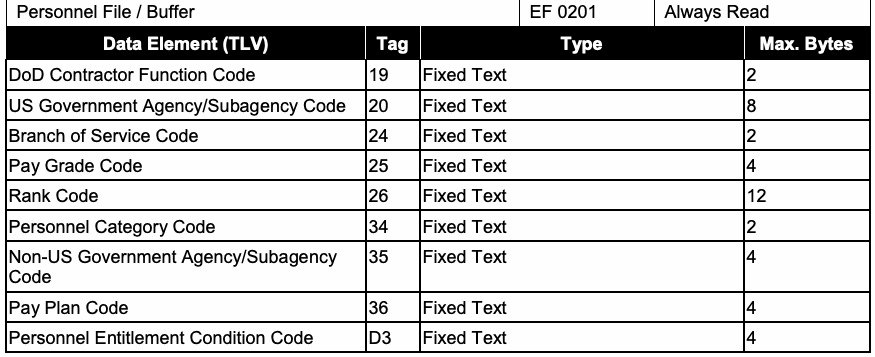 Personnel File / Buffer EF 0201 Always Read
Data Element (TLV) Tag Type Max. Bytes
DoD Contractor Function Code 19 Fixed Text 2
US Government Agency/Subagency Code 20 Fixed Text 8
Branch of Service Code 24 Fixed Text 2
Pay Grade Code 25 Fixed Text 4
Rank Code 26 Fixed Text 12
Personnel Category Code 34 Fixed Text 2
Non-US Government Agency/Subagency 35 Fixed Text 4
Code
Pay Plan Code 36 Fixed Text 4
Personnel Entitlement Condition Code D3 Fixed Text 4